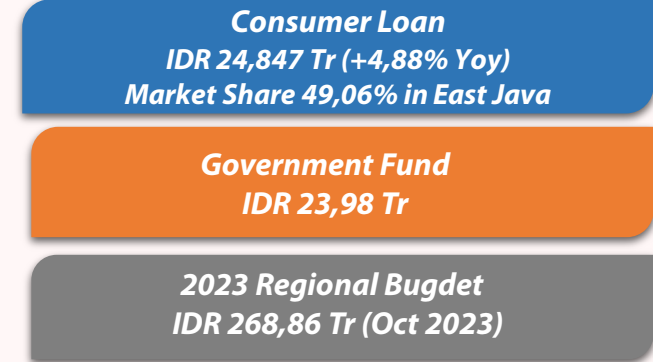 Consumer Loan
IDR 24,847 Tr (+4,88% Yoy)
Market Share 49,06% in East Java
Government Fund
IDR 23,98 Tr
2023 Regional Bugdet
IDR 268,86 Tr (Oct 2023)